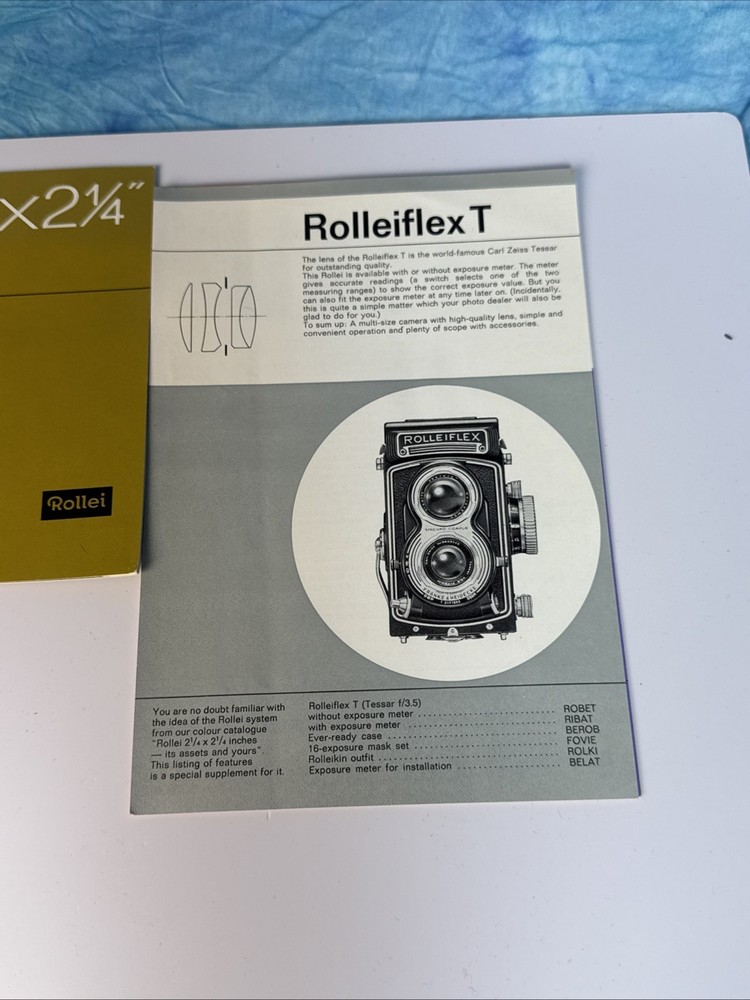 x2¼"
Rollei
Rolleiflex T
The lens of the Rolleiflex T is the world-famous Carl Zeiss Tessar
for outstanding quality.
This Rollei is available with or without exposure meter. The meter
gives accurate readings (a switch selects one of the two
measuring ranges) to show the correct exposure value. But you
can also fit the exposure meter at any time later on. (Incidentally,
this is quite a simple matter which your photo dealer will also be
glad to do for you.)
To sum up: A multi-size camera with high-quality lens, simple and
convenient operation and plenty of scope with accessories.
ROLLEIFLEX
SYNCHRO-COMPUR
FRANKE & HEIDECKE
You are no doubt familiar with
the idea of the Rollei system
from our colour catalogue
"Rollei 2¼ x 2¼ inches
— its assets and yours".
This listing of features
is a special supplement for it.
Rolleiflex T (Tessar f/3.5)
without exposure meter ROBET
with exposure meter RIBAT
Ever-ready case BEROB
16-exposure mask set FOVIE
Rolleikin outfit ROLKI
Exposure meter for installation BELAT